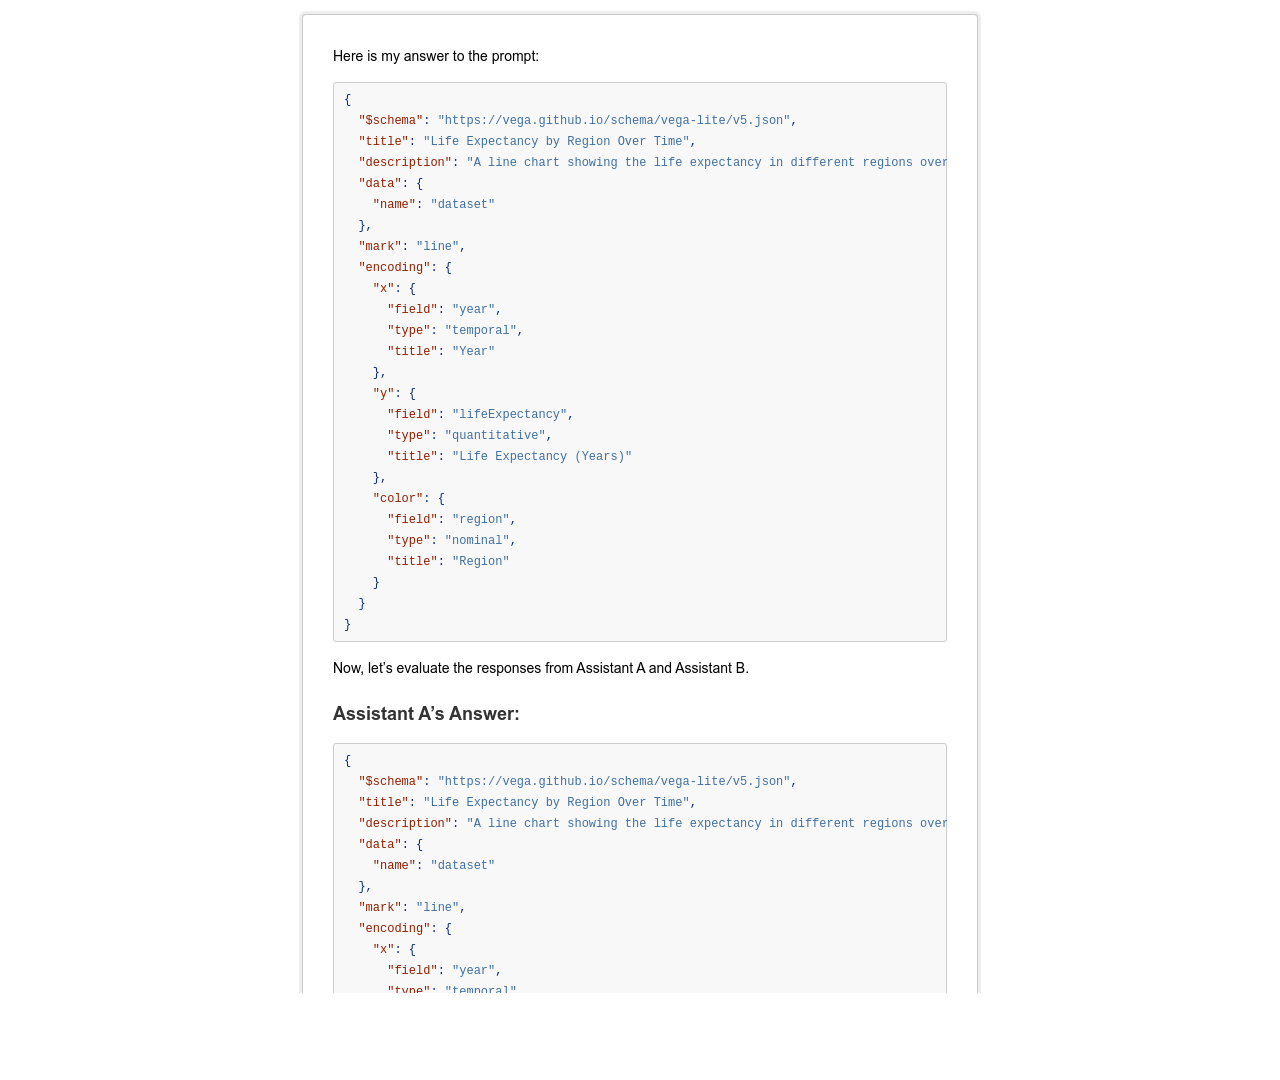 Here is my answer to the prompt:
{
  "$schema": "https://vega.github.io/schema/vega-lite/v5.json",
  "title": "Life Expectancy by Region Over Time",
  "description": "A line chart showing the life expectancy in different regions over
  "data": {
    "name": "dataset"
  },
  "mark": "line",
  "encoding": {
    "x": {
      "field": "year",
      "type": "temporal",
      "title": "Year"
    },
    "y": {
      "field": "lifeExpectancy",
      "type": "quantitative",
      "title": "Life Expectancy (Years)"
    },
    "color": {
      "field": "region",
      "type": "nominal",
      "title": "Region"
    }
  }
}
Now, let’s evaluate the responses from Assistant A and Assistant B.
Assistant A’s Answer:
{
  "$schema": "https://vega.github.io/schema/vega-lite/v5.json",
  "title": "Life Expectancy by Region Over Time",
  "description": "A line chart showing the life expectancy in different regions over
  "data": {
    "name": "dataset"
  },
  "mark": "line",
  "encoding": {
    "x": {
      "field": "year",
      "type": "temporal"